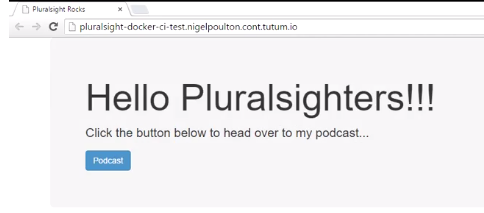 Pluralsight Rocks
pluralsight-docker-ci-test.nigelpoulton.cont.tutum.io
Hello Pluralsighters!!!
Click the button below to head over to my podcast...
Podcast